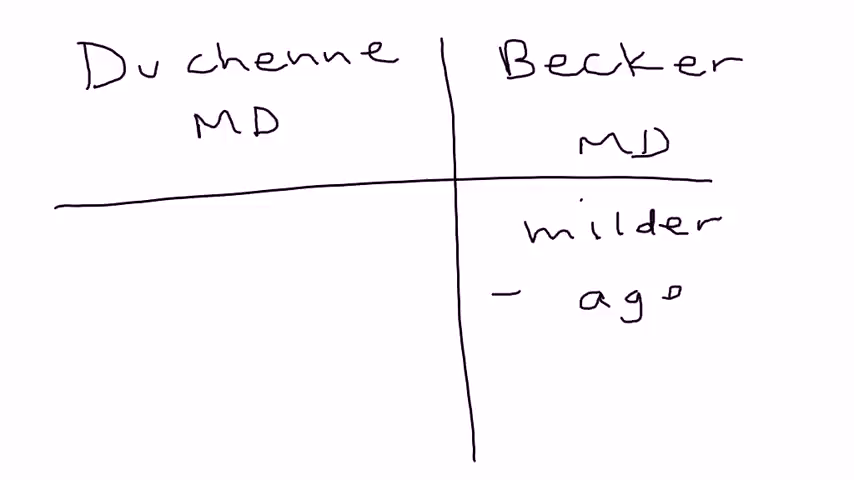 Duchenne
MD
Becker
MD
milder
- age